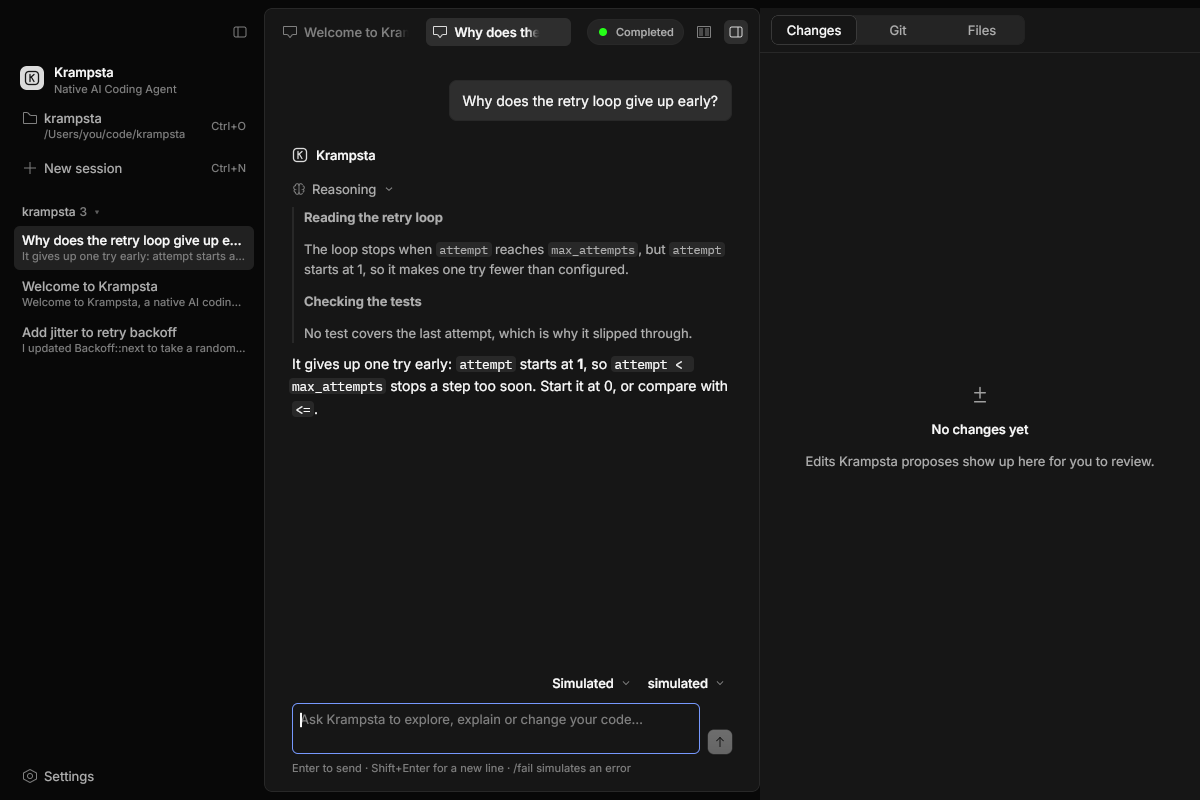 Krampsta
Native AI Coding Agent
krampsta
/Users/you/code/krampsta
Ctrl+O
New session
Ctrl+N
krampsta 3
Why does the retry loop give up e...
It gives up one try early: attempt starts a...
Welcome to Krampsta
Welcome to Krampsta, a native AI codin...
Add jitter to retry backoff
I updated Backoff::next to take a random...
Settings
Welcome to Kra
Why does the
Completed
Why does the retry loop give up early?
K Krampsta
Reasoning
Reading the retry loop
The loop stops when attempt reaches max_attempts, but attempt
starts at 1, so it makes one try fewer than configured.
Checking the tests
No test covers the last attempt, which is why it slipped through.
It gives up one try early: attempt starts at 1, so attempt <
max_attempts stops a step too soon. Start it at 0, or compare with
<=.
Simulated
simulated
Ask Krampsta to explore, explain or change your code...
Enter to send · Shift+Enter for a new line · /fail simulates an error
Changes
Git
Files
No changes yet
Edits Krampsta proposes show up here for you to review.